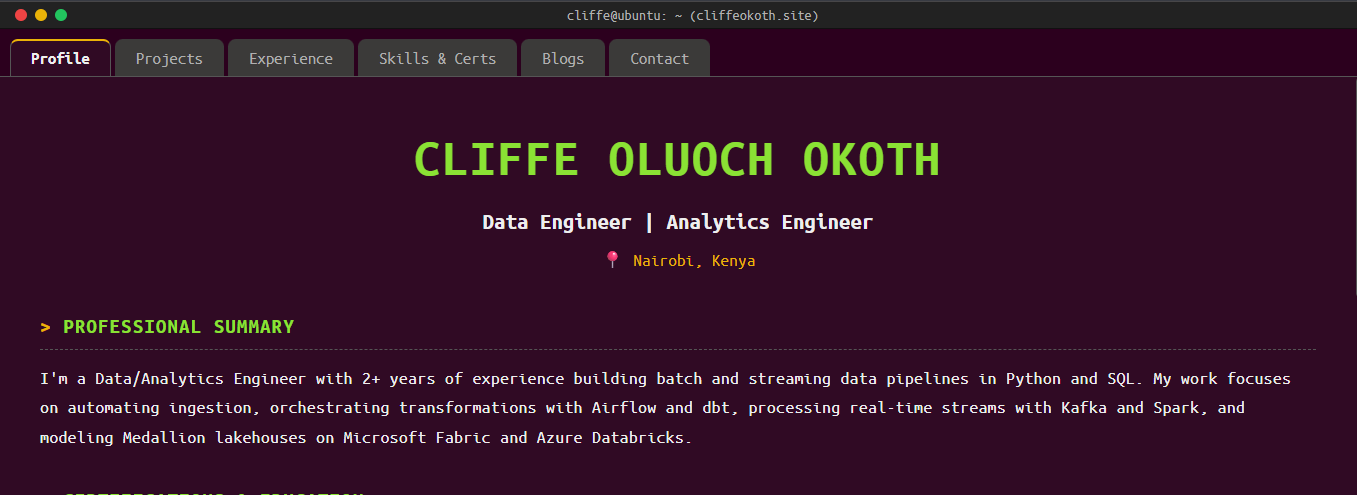 cliffe@ubuntu: ~ (cliffeokoth.site)
Profile Projects Experience Skills & Certs Blogs Contact
CLIFFE OLUOCH OKOTH
Data Engineer | Analytics Engineer
Nairobi, Kenya
> PROFESSIONAL SUMMARY
I'm a Data/Analytics Engineer with 2+ years of experience building batch and streaming data pipelines in Python and SQL. My work focuses
on automating ingestion, orchestrating transformations with Airflow and dbt, processing real-time streams with Kafka and Spark, and
modeling Medallion lakehouses on Microsoft Fabric and Azure Databricks.